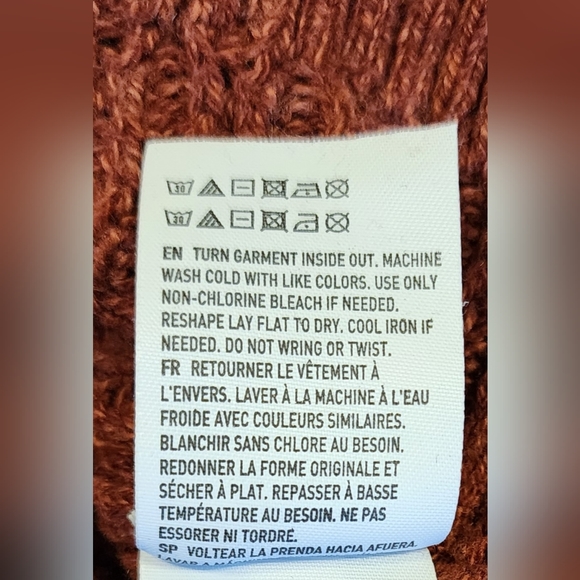 30
30
EN TURN GARMENT INSIDE OUT. MACHINE
WASH COLD WITH LIKE COLORS. USE ONLY
NON-CHLORINE BLEACH IF NEEDED.
RESHAPE LAY FLAT TO DRY. COOL IRON IF
NEEDED. DO NOT WRING OR TWIST.
FR RETOURNER LE VÊTEMENT À
L'ENVERS. LAVER À LA MACHINE À L'EAU
FROIDE AVEC COULEURS SIMILAIRES.
BLANCHIR SANS CHLORE AU BESOIN.
REDONNER LA FORME ORIGINALE ET
SÉCHER À PLAT. REPASSER À BASSE
TEMPÉRATURE AU BESOIN. NE PAS
ESSORER NI TORDRE.
SP VOLTEAR LA PRENDA HACIA AFUERA.
LAVAR A